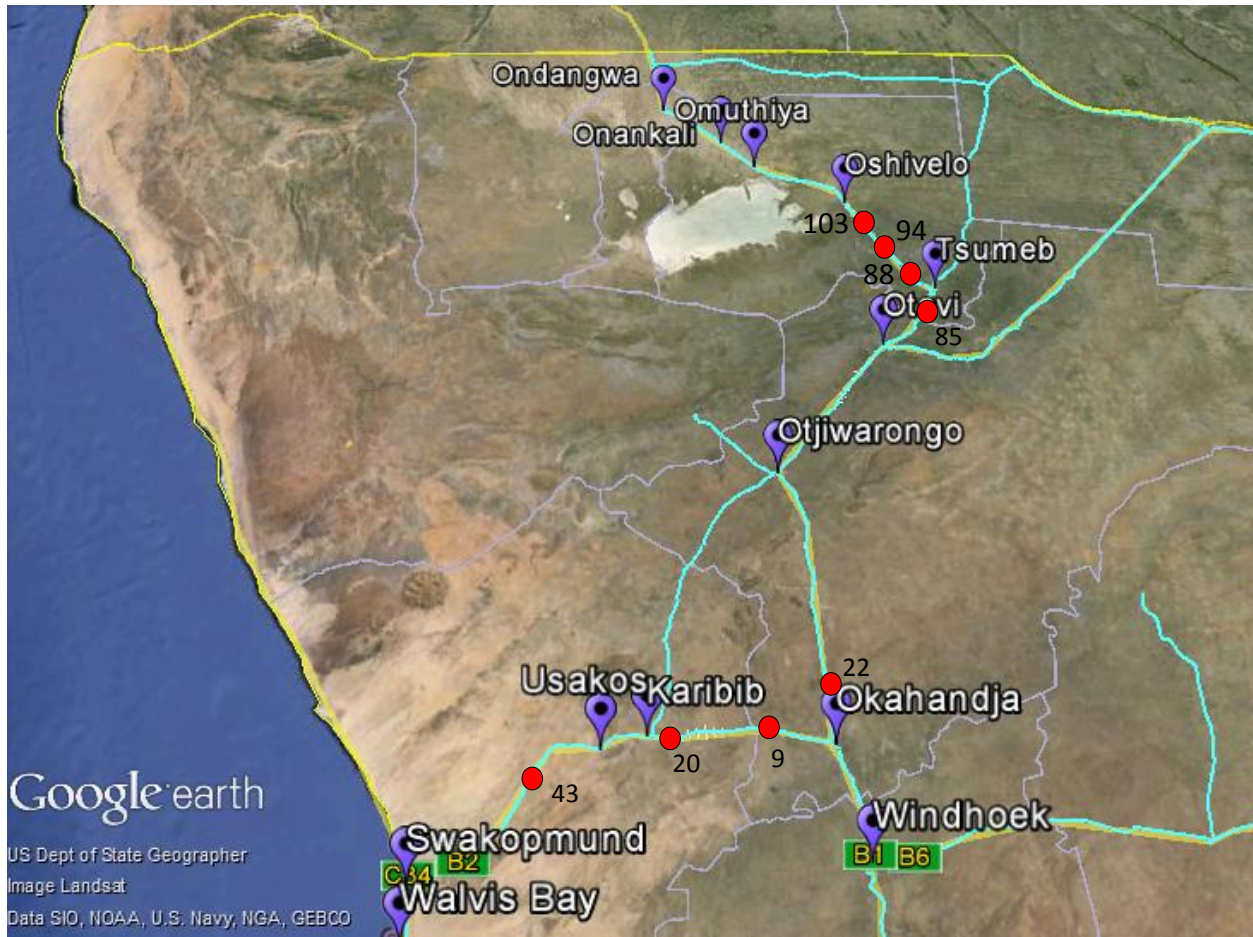 Ondangwa
Omuthiya
Onankali
Oshivelo
103
94
Tsumeb
88
Otavi
85
Otjiwarongo
22
Usakos
Karibib
Okahandja
20
9
43
Google earth
Windhoek
Swakopmund
B1
B6
US Dept of State Geographer
B2
C34
Image Landsat
Walvis Bay
Data SIO, NOAA, U.S. Navy, NGA, GEBCO